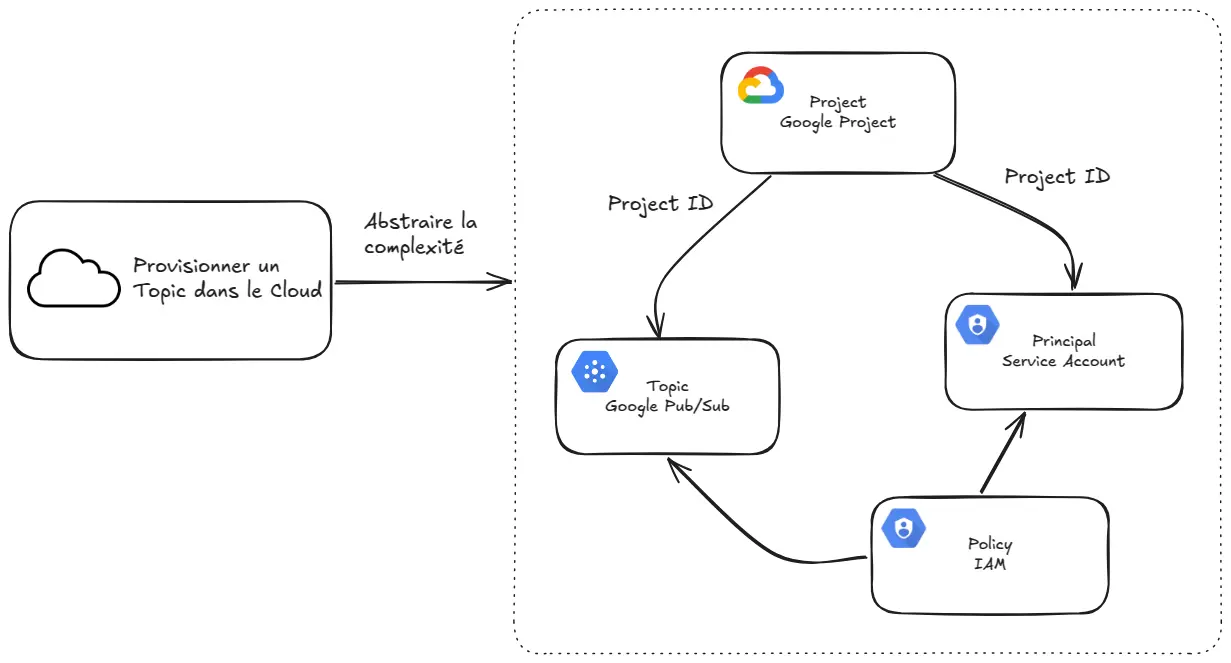 Project
Google Project
Project ID
Project ID
Abstraire la
complexité
Provisionner un
Topic dans le Cloud
Principal
Service Account
Topic
Google Pub/Sub
Policy
IAM